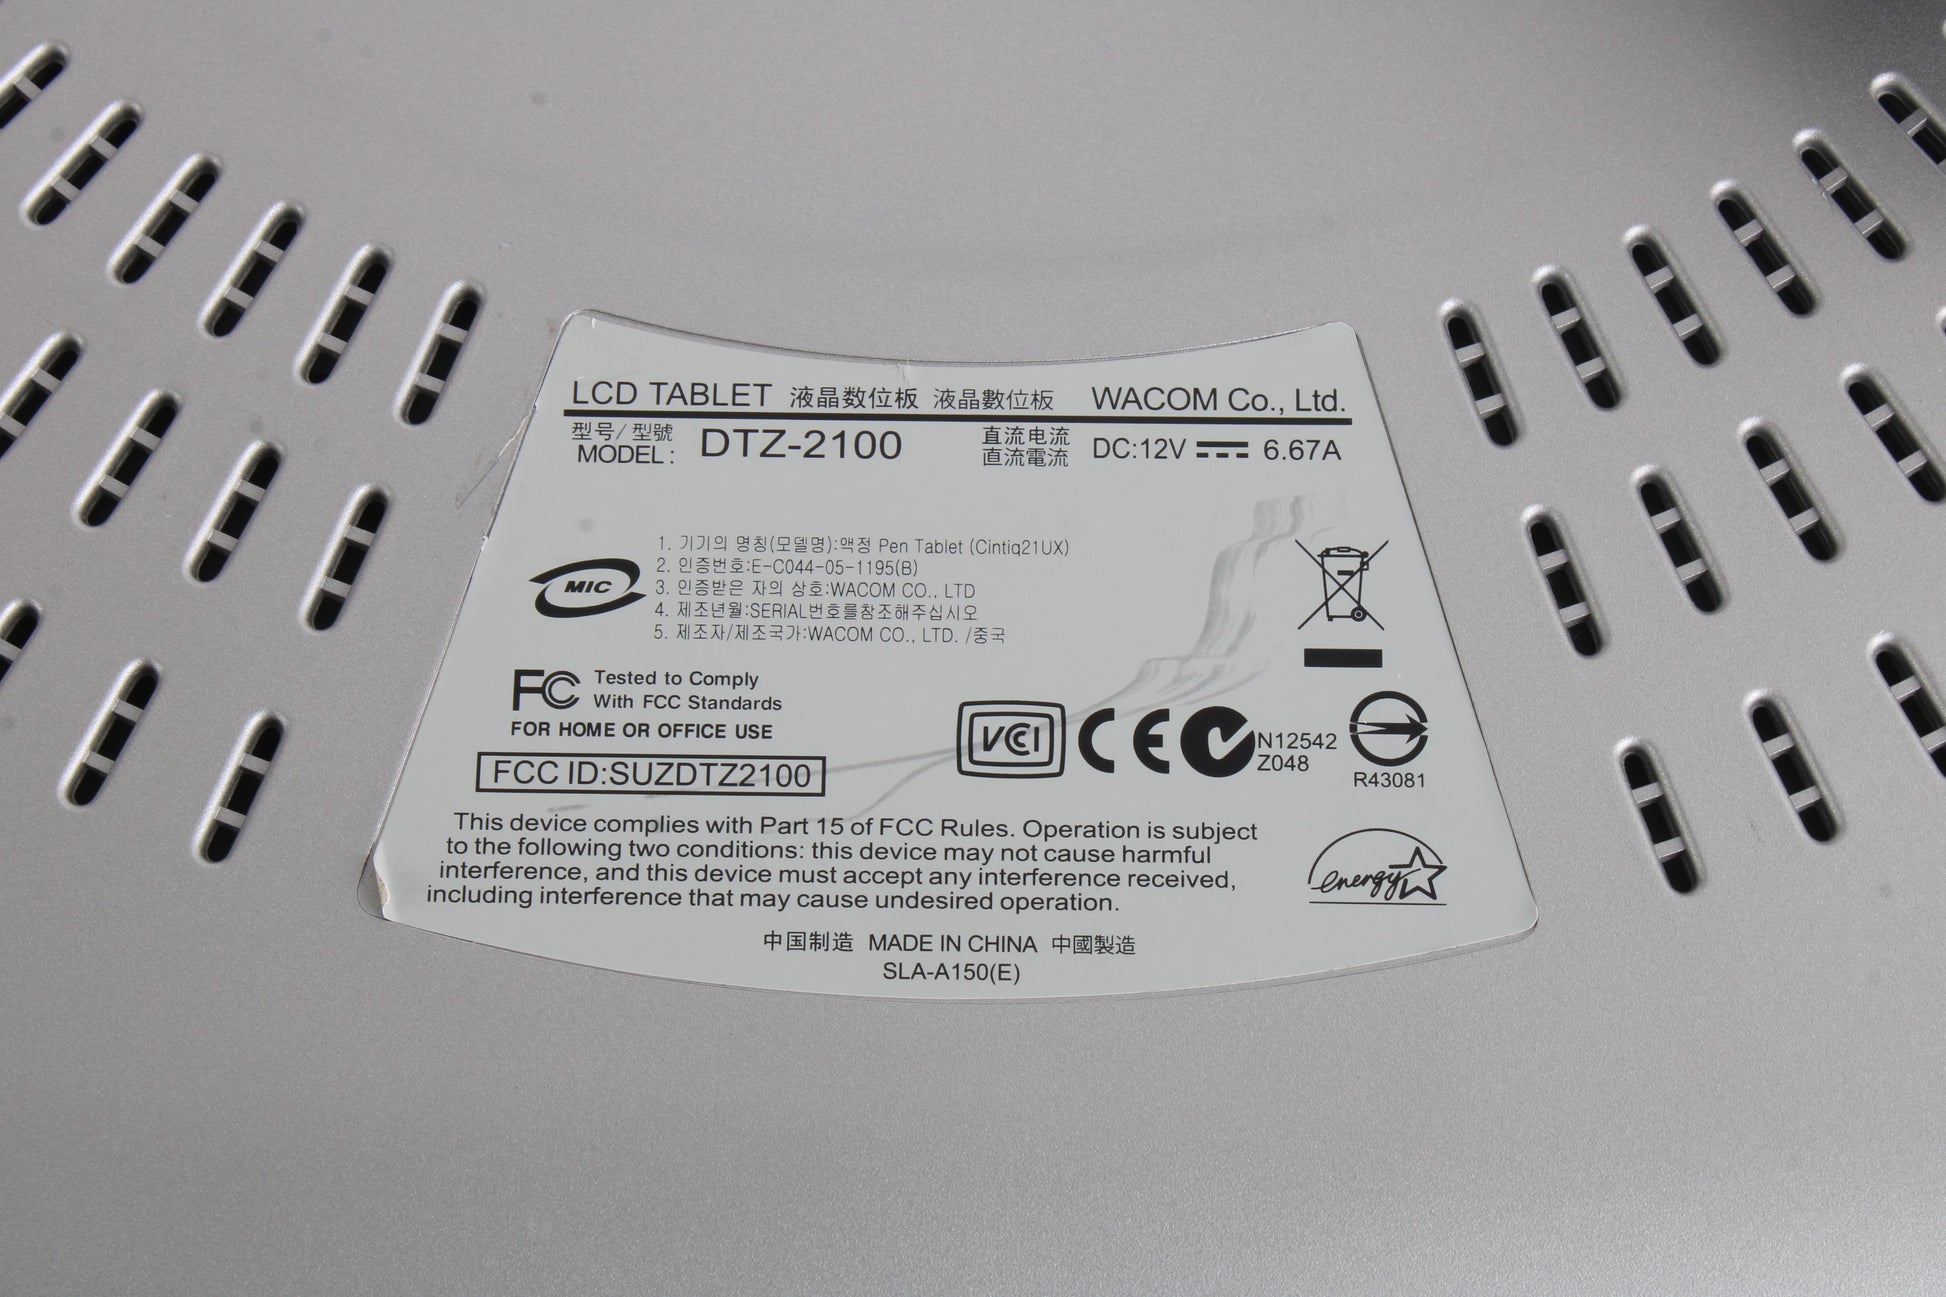 LCD TABLET 液晶数位板 液晶數位板 WACOM Co., Ltd.
型号/型號 MODEL: DTZ-2100
直流电流 直流電流 DC:12V 6.67A
MIC
1. 기기의 명칭(모델명):액정 Pen Tablet (Cintiq21UX)
2. 인증번호:E-C044-05-1195(B)
3. 인증받은 자의 상호:WACOM CO., LTD
4. 제조년월:SERIAL번호를참조해주십시오
5. 제조자/제조국가:WACOM CO., LTD. /중국
FC Tested to Comply
With FCC Standards
FOR HOME OR OFFICE USE
FCC ID:SUZDTZ2100
VCCI CE N12542
Z048
R43081
This device complies with Part 15 of FCC Rules. Operation is subject
to the following two conditions: this device may not cause harmful
interference, and this device must accept any interference received,
including interference that may cause undesired operation.
energy
中国制造 MADE IN CHINA 中國製造
SLA-A150(E)